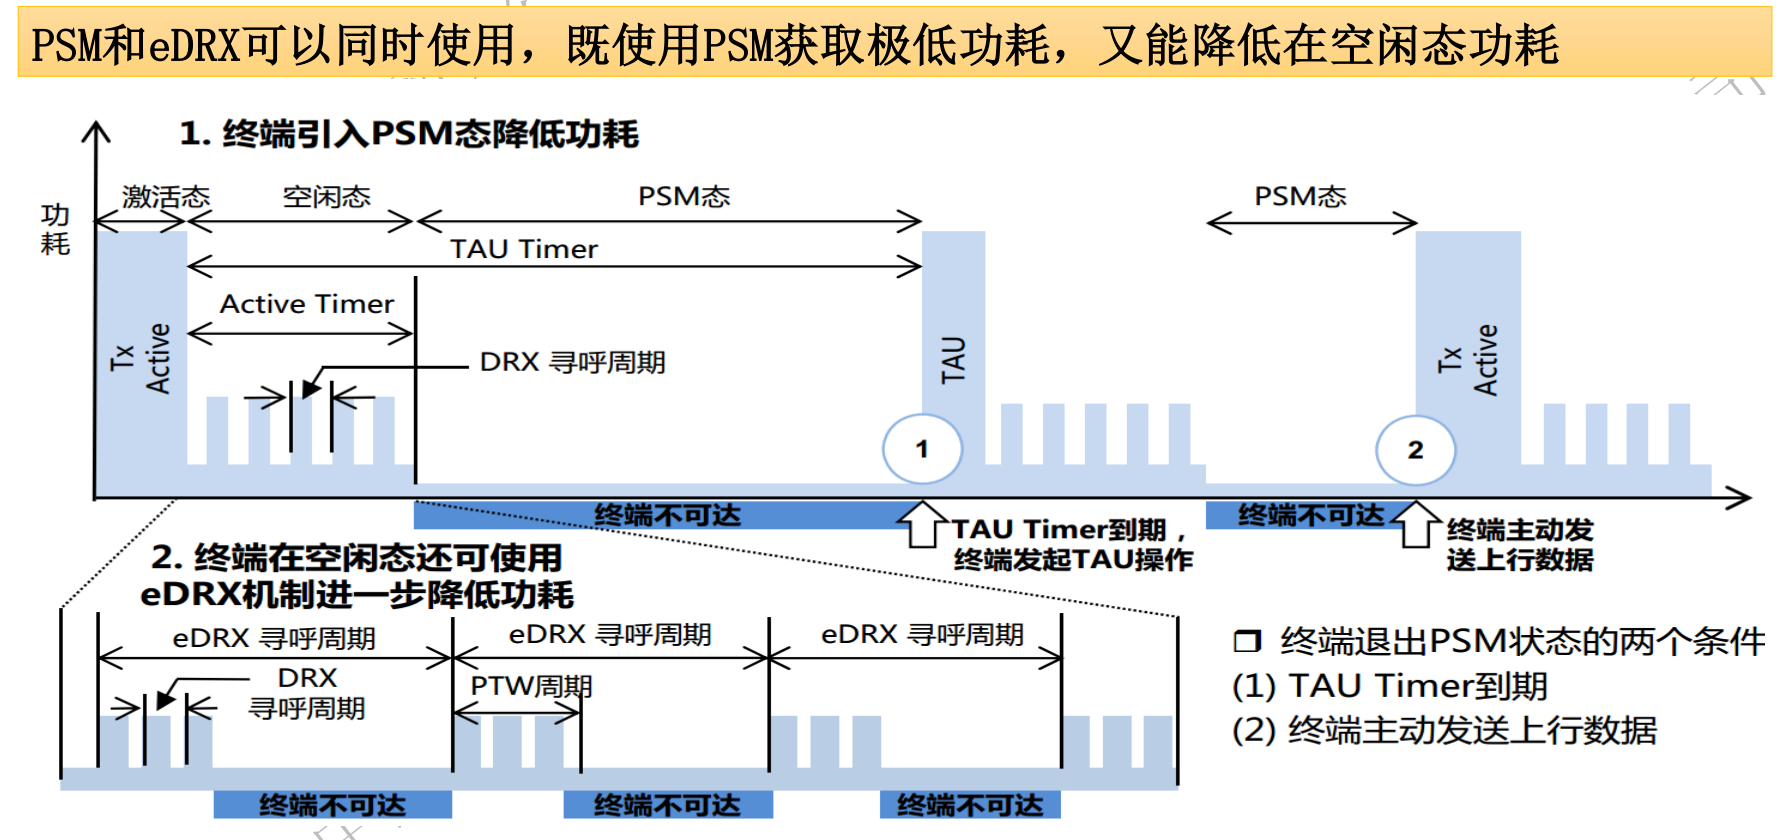 PSM和eDRX可以同时使用，既使用PSM获取极低功耗，又能降低在空闲态功耗
1. 终端引入PSM态降低功耗
功
耗
激活态
空闲态
PSM态
PSM态
TAU Timer
Active Timer
DRX 寻呼周期
Tx
Active
TAU
Tx
Active
1
2
终端不可达
终端不可达
TAU Timer到期，
终端发起TAU操作
终端主动发
送上行数据
2. 终端在空闲态还可使用
eDRX机制进一步降低功耗
eDRX 寻呼周期
eDRX 寻呼周期
eDRX 寻呼周期
DRX
寻呼周期
PTW周期
终端不可达
终端不可达
终端不可达
终端退出PSM状态的两个条件
(1) TAU Timer到期
(2) 终端主动发送上行数据